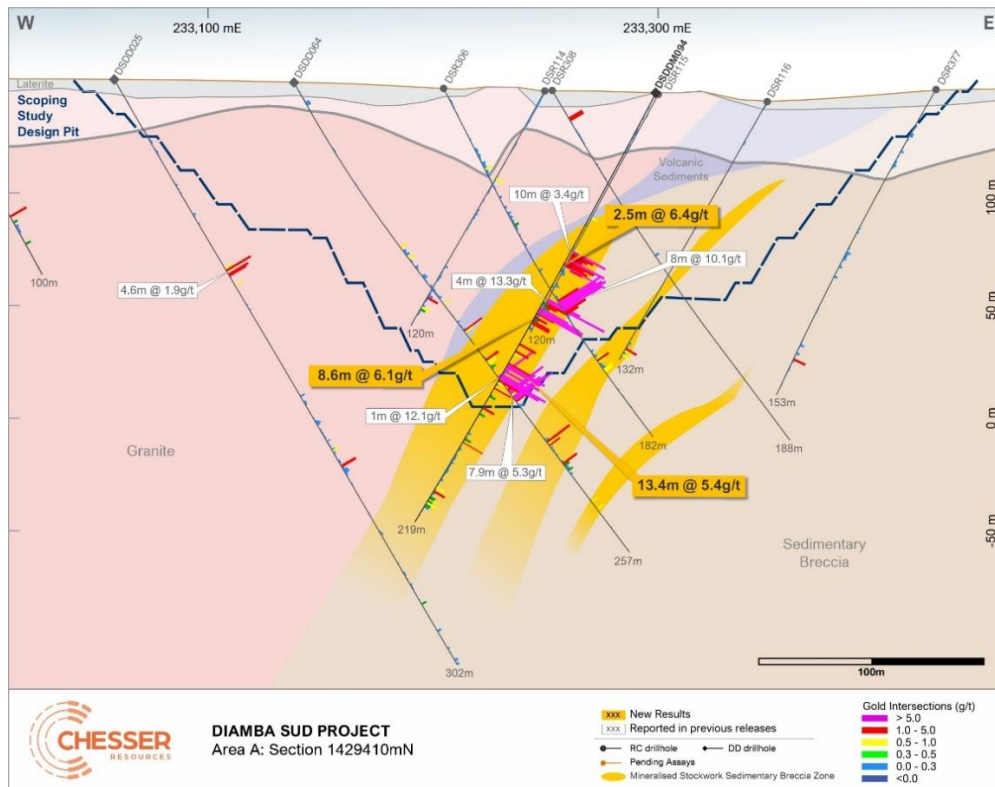 W
233,100 mE
233,300 mE
E
DSDD025
DSDD064
DSR306
DSR114
DSR308
DSDDM094
DSR115
DSR116
DSR377
Laterite
Scoping
Study
Design Pit
Volcanic
Sediments
10m @ 3.4g/t
2.5m @ 6.4g/t
8m @ 10.1g/t
4m @ 13.3g/t
4.6m @ 1.9g/t
100m
120m
120m
8.6m @ 6.1g/t
132m
153m
1m @ 12.1g/t
182m
188m
7.9m @ 5.3g/t
13.4m @ 5.4g/t
Granite
219m
257m
Sedimentary
Breccia
302m
100 m
50 m
0 m
-50 m
100m
CHESSER
RESOURCES
DIAMBA SUD PROJECT
Area A: Section 1429410mN
xxx New Results
xxx Reported in previous releases
RC drillhole
DD drillhole
Pending Assays
Mineralised Stockwork Sedimentary Breccia Zone
Gold Intersections (g/t)
> 5.0
1.0 - 5.0
0.5 - 1.0
0.3 - 0.5
0.0 - 0.3
<0.0